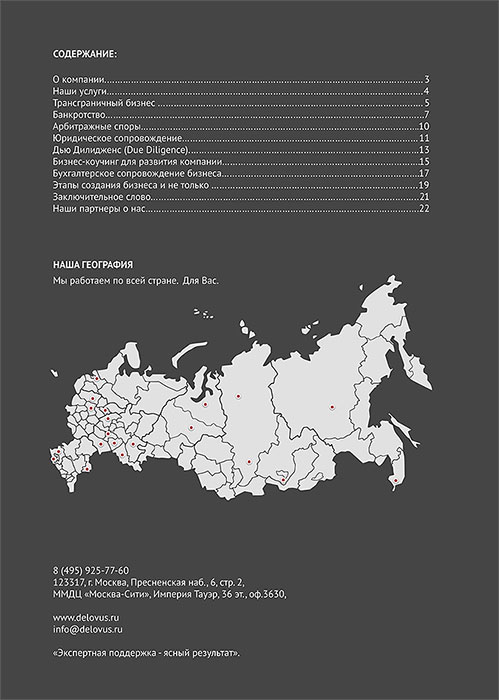 СОДЕРЖАНИЕ:
О компании........................................................................ 3
Наши услуги....................................................................... 4
Трансграничный бизнес ........................................................ 5
Банкротство....................................................................... 7
Арбитражные споры............................................................ 10
Юридическое сопровождение................................................ 11
Дью Дилидженс (Due Diligence)............................................. 13
Бизнес-коучинг для развития компании.................................. 15
Бухгалтерское сопровождение бизнеса................................... 17
Этапы создания бизнеса и не только ..................................... 19
Заключительное слово......................................................... 21
Наши партнеры о нас.......................................................... 22
НАША ГЕОГРАФИЯ
Мы работаем по всей стране. Для Вас.
8 (495) 925-77-60
123317, г. Москва, Пресненская наб., 6, стр. 2,
ММДЦ «Москва-Сити», Империя Тауэр, 36 эт., оф.3630,
www.delovus.ru
info@delovus.ru
«Экспертная поддержка - ясный результат».